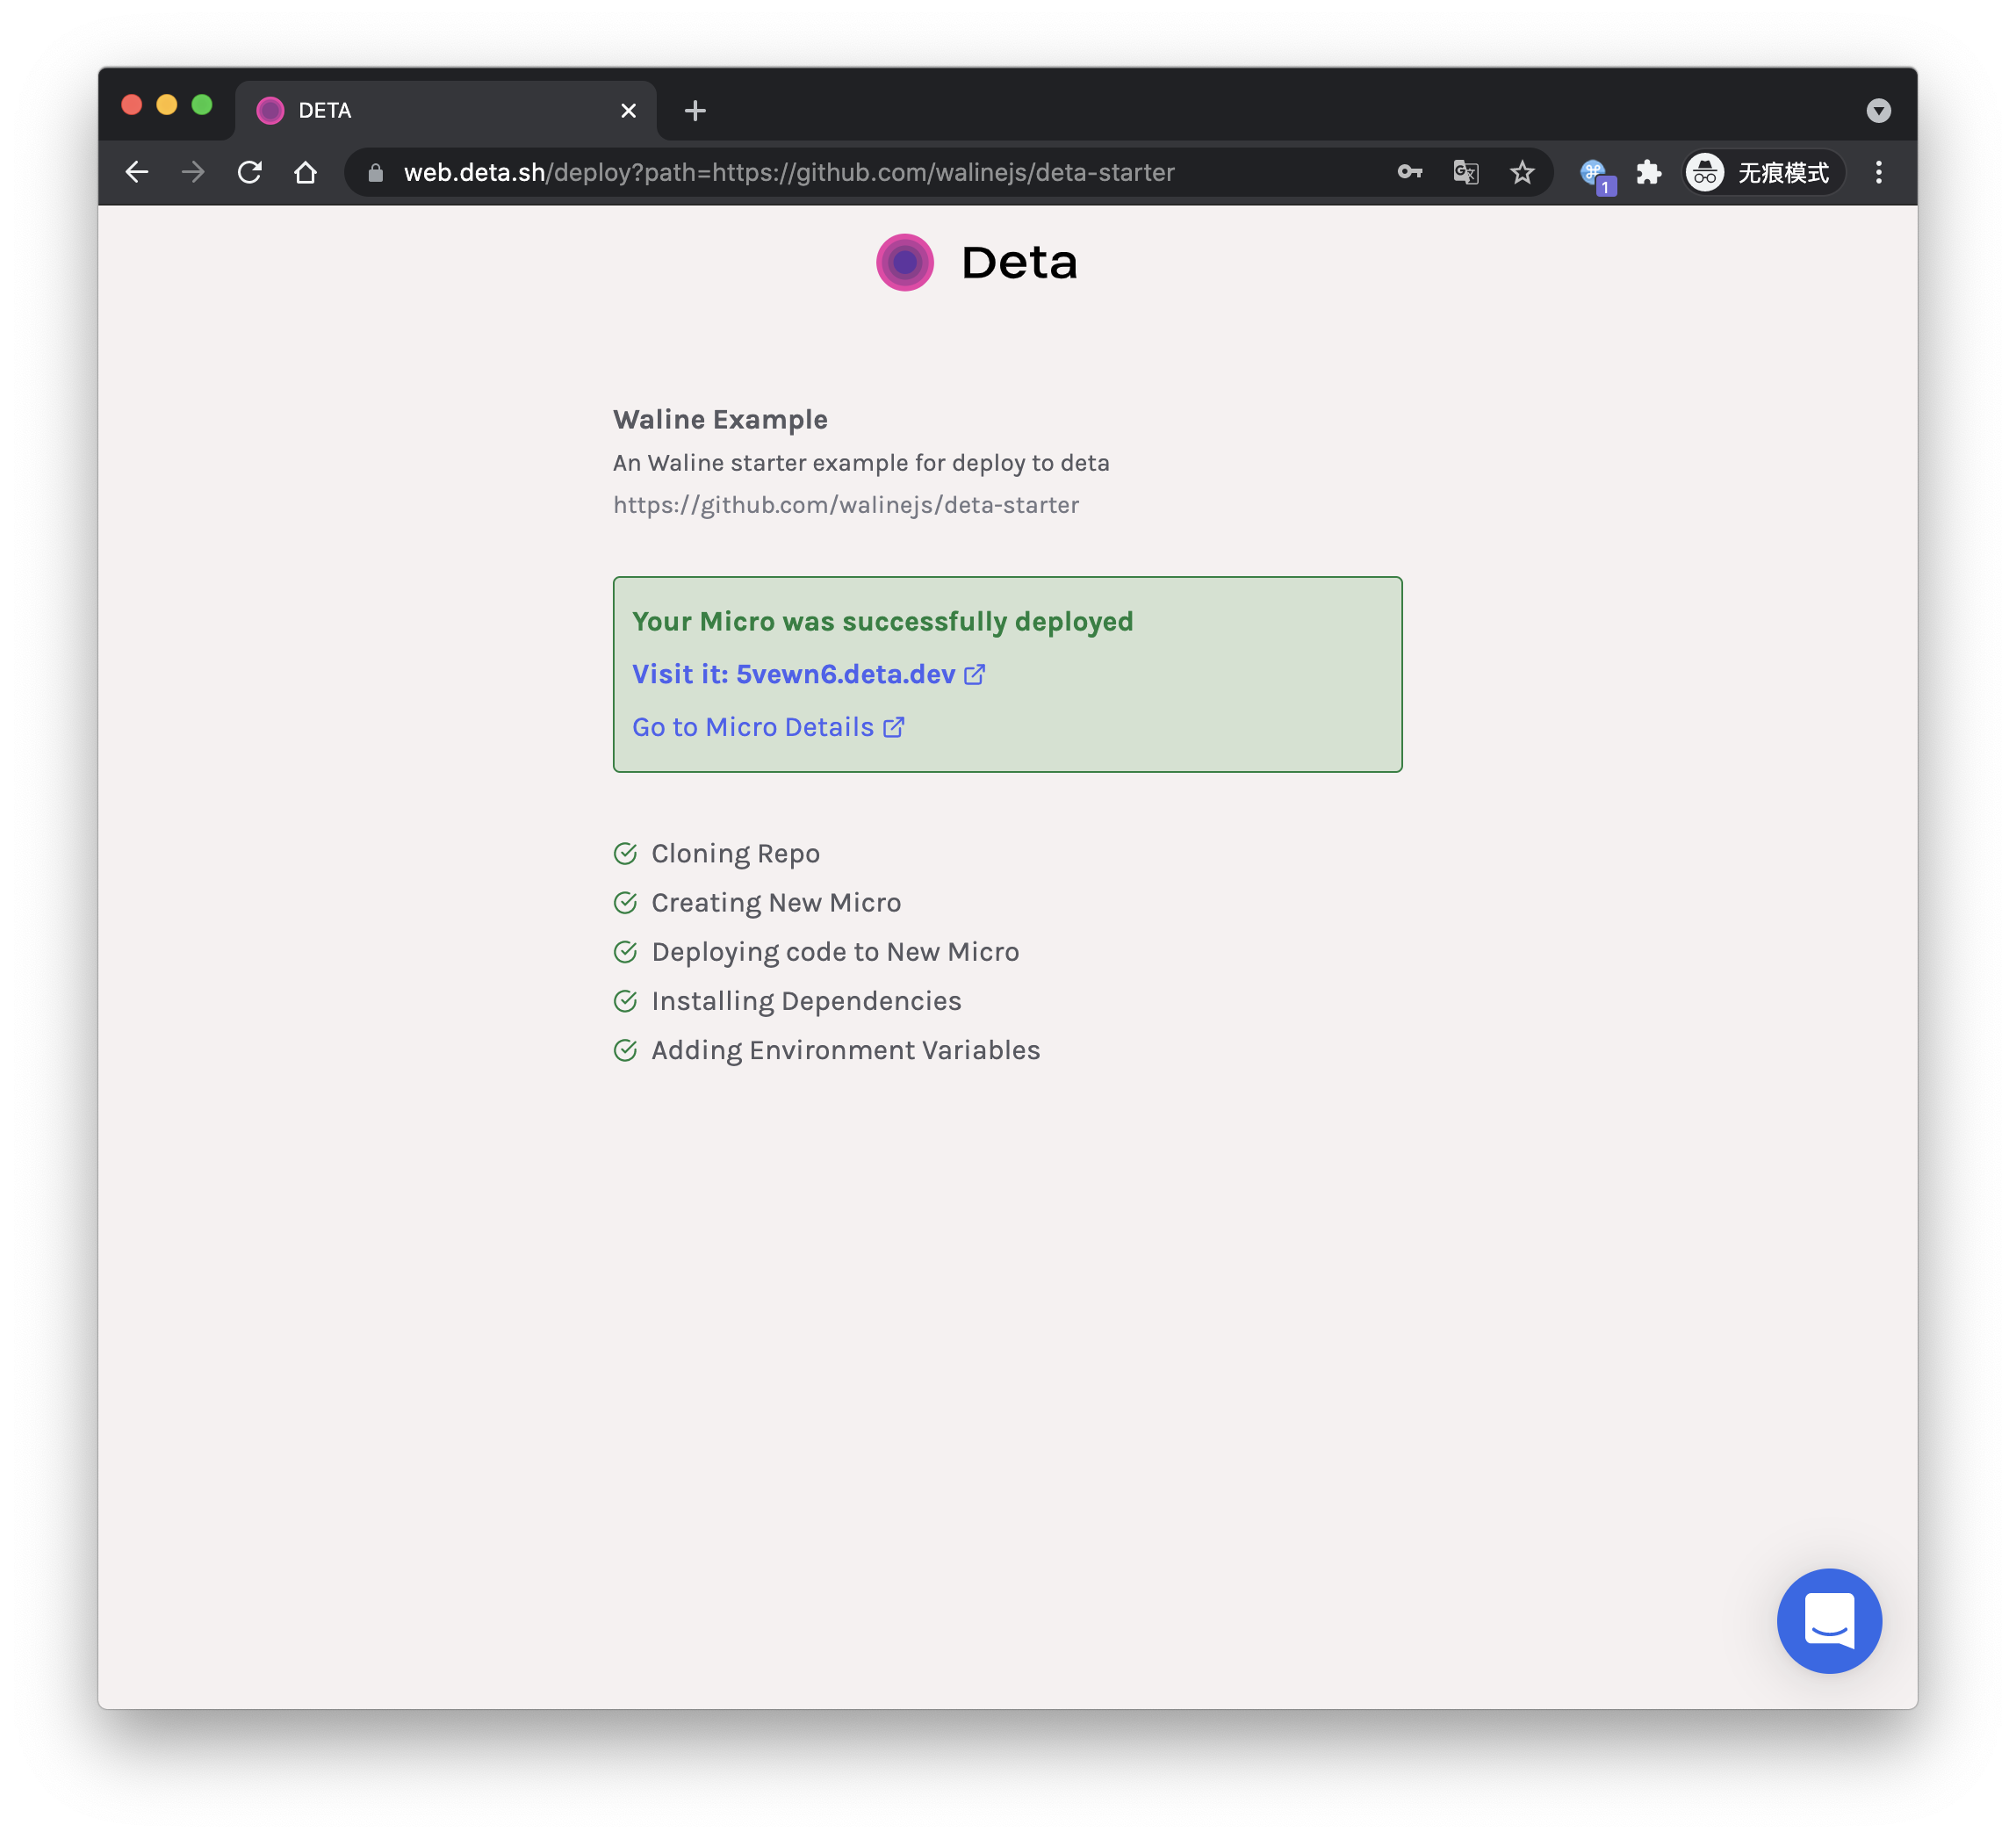 DETA
web.deta.sh/deploy?path=https://github.com/walinejs/deta-starter
1
无痕模式
Deta
Waline Example
An Waline starter example for deploy to deta
https://github.com/walinejs/deta-starter
Your Micro was successfully deployed
Visit it: 5vewn6.deta.dev
Go to Micro Details
Cloning Repo
Creating New Micro
Deploying code to New Micro
Installing Dependencies
Adding Environment Variables